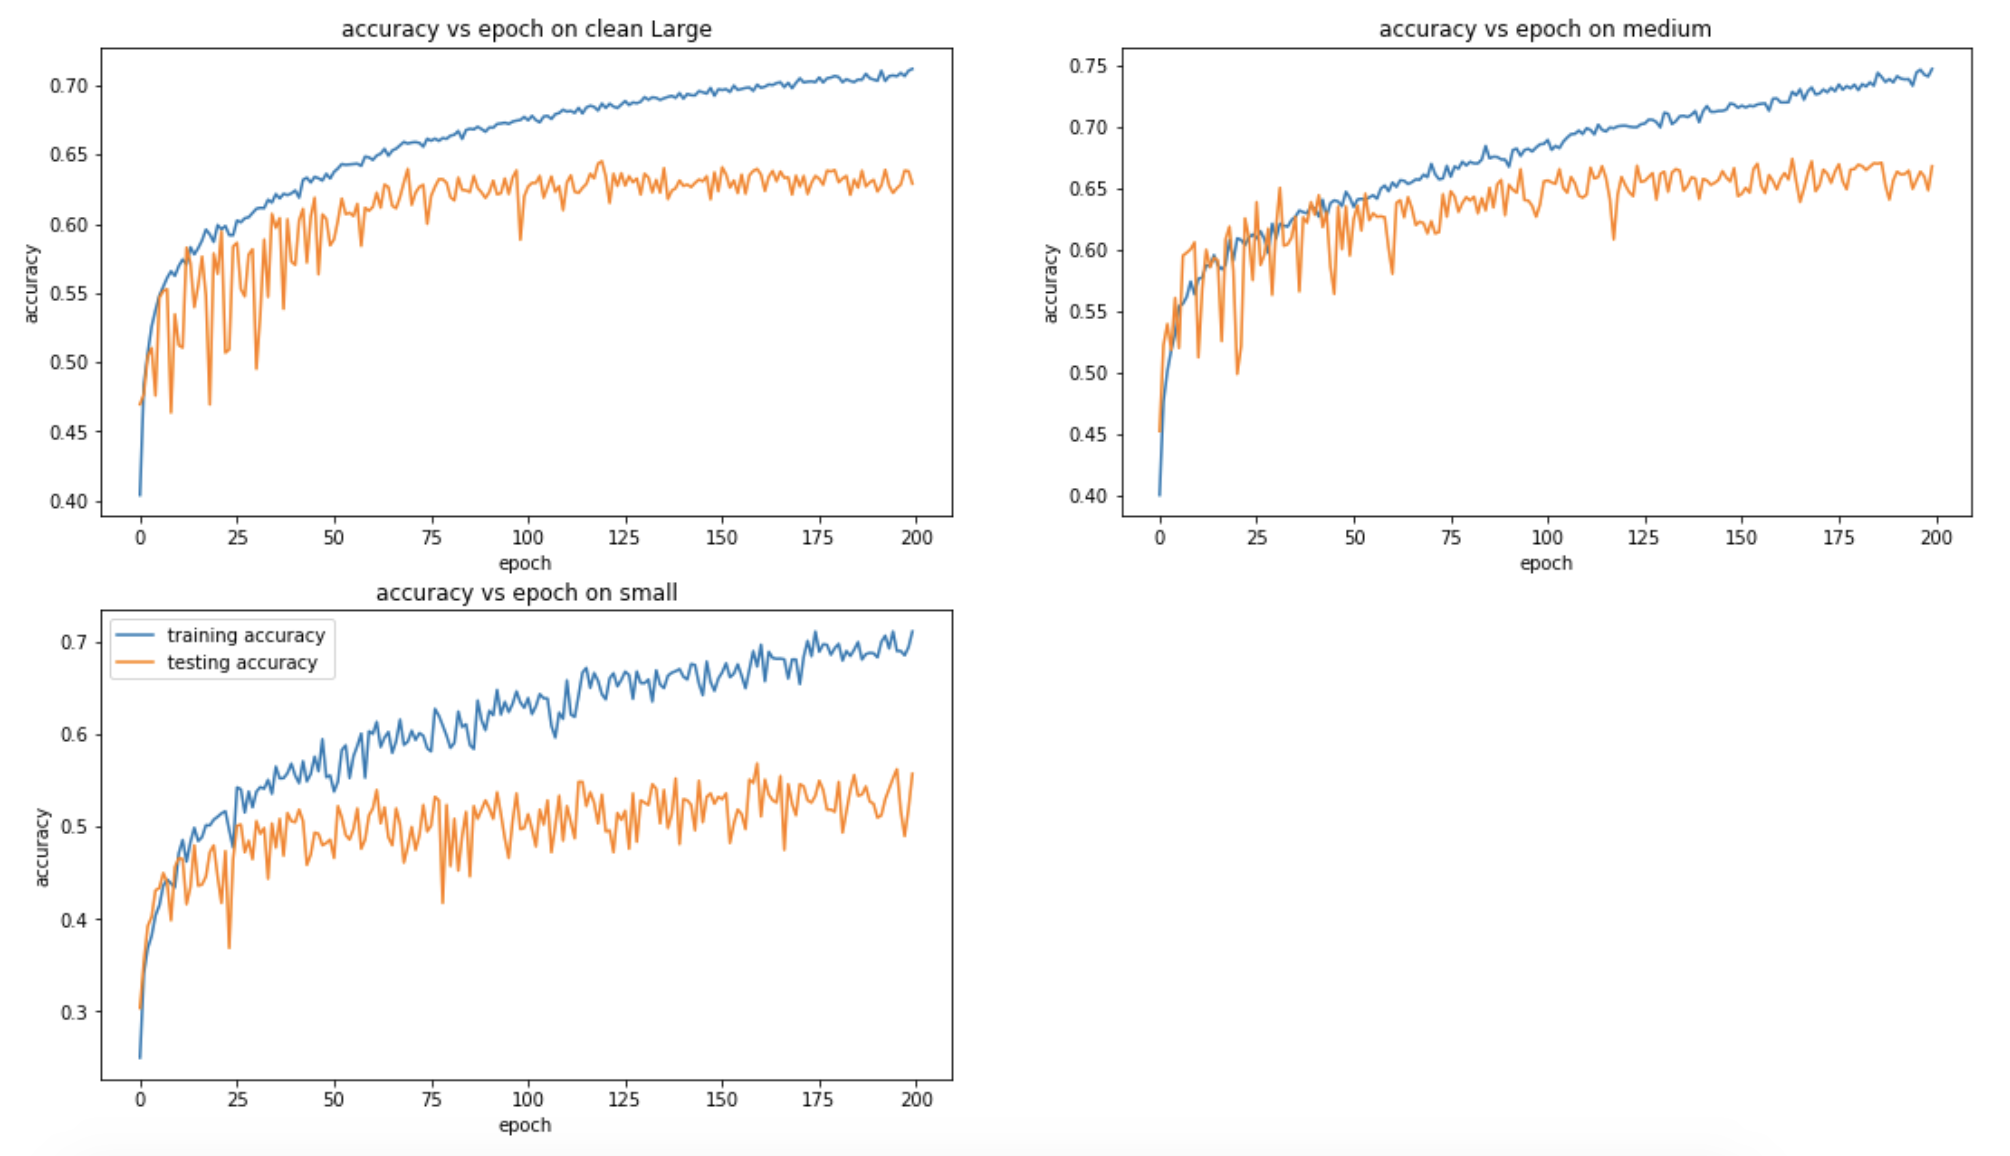 accuracy vs epoch on clean Large
0.70
0.65
0.60
0.55
0.50
0.45
0.40
accuracy
0 25 50 75 100 125 150 175 200
epoch
accuracy vs epoch on medium
0.75
0.70
0.65
0.60
0.55
0.50
0.45
0.40
accuracy
0 25 50 75 100 125 150 175 200
epoch
accuracy vs epoch on small
training accuracy
testing accuracy
0.7
0.6
0.5
0.4
0.3
accuracy
0 25 50 75 100 125 150 175 200
epoch